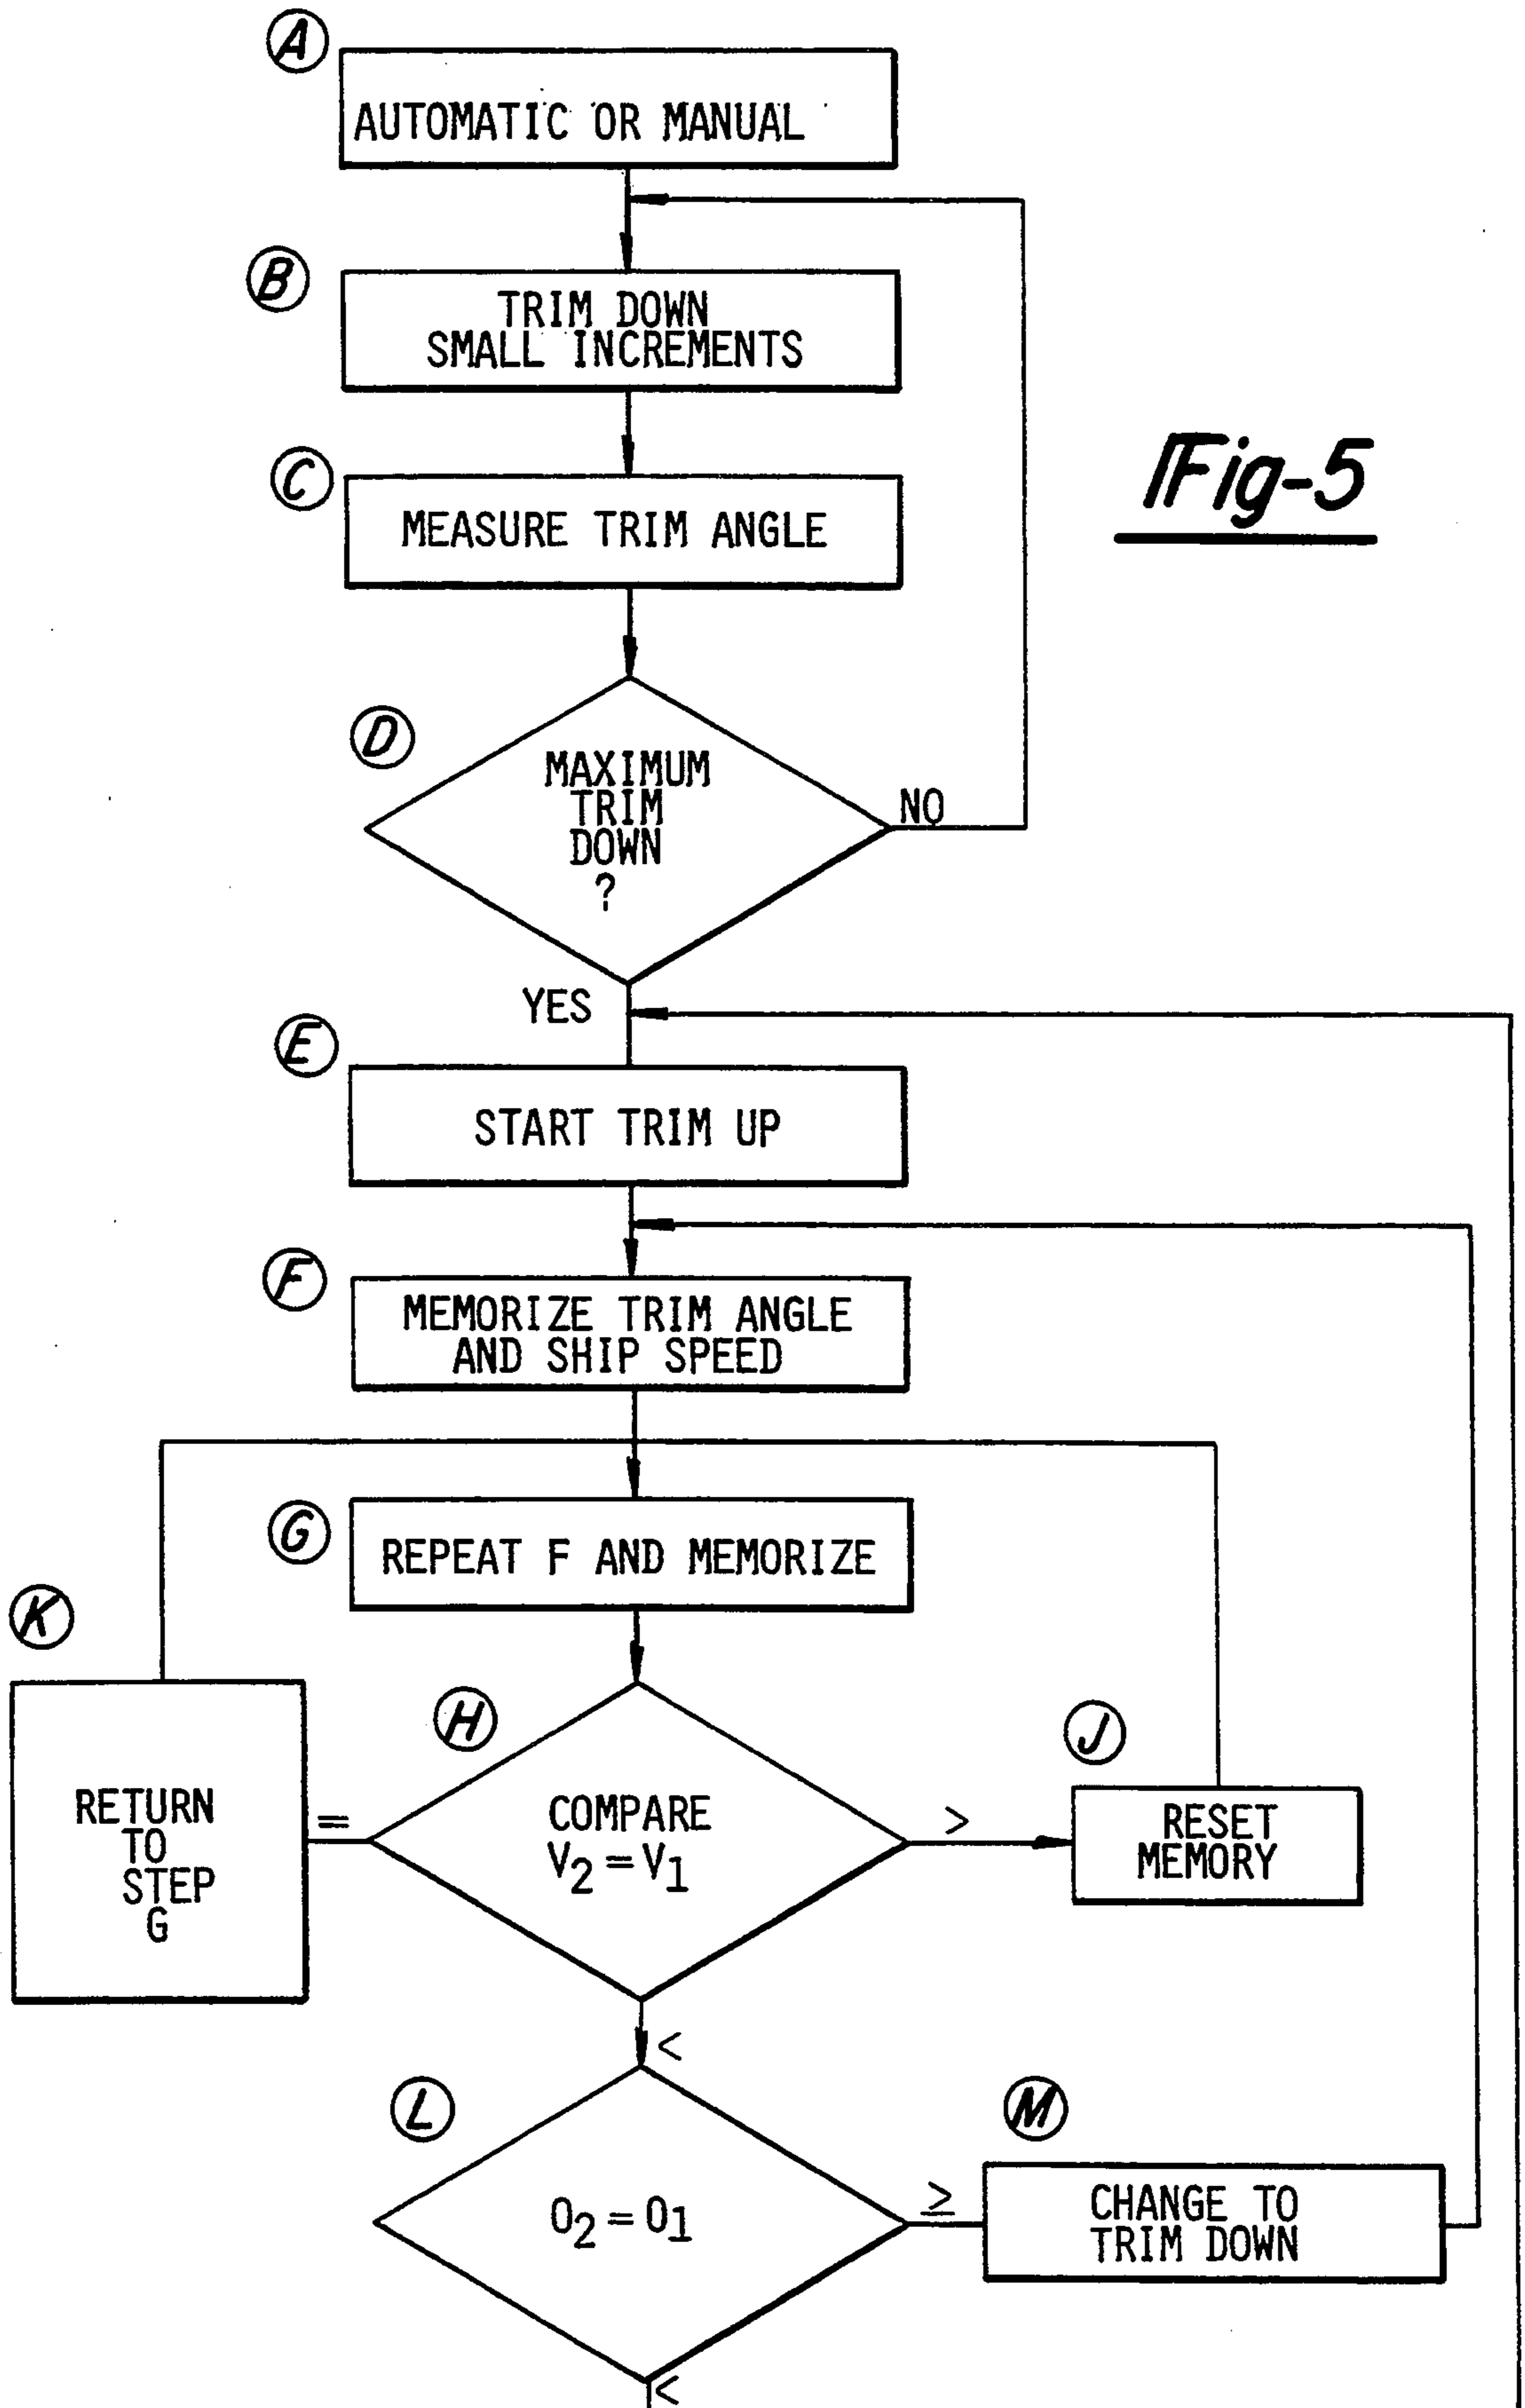 A
AUTOMATIC OR MANUAL
B
TRIM DOWN
SMALL INCREMENTS
C
MEASURE TRIM ANGLE
Fig-5
D
MAXIMUM
TRIM
DOWN
?
NO
YES
E
START TRIM UP
F
MEMORIZE TRIM ANGLE
AND SHIP SPEED
G
REPEAT F AND MEMORIZE
K
RETURN
TO
STEP
G
=
H
COMPARE
V₂ = V₁
>
J
RESET
MEMORY
<
L
O₂ = O₁
≥
M
CHANGE TO
TRIM DOWN
<